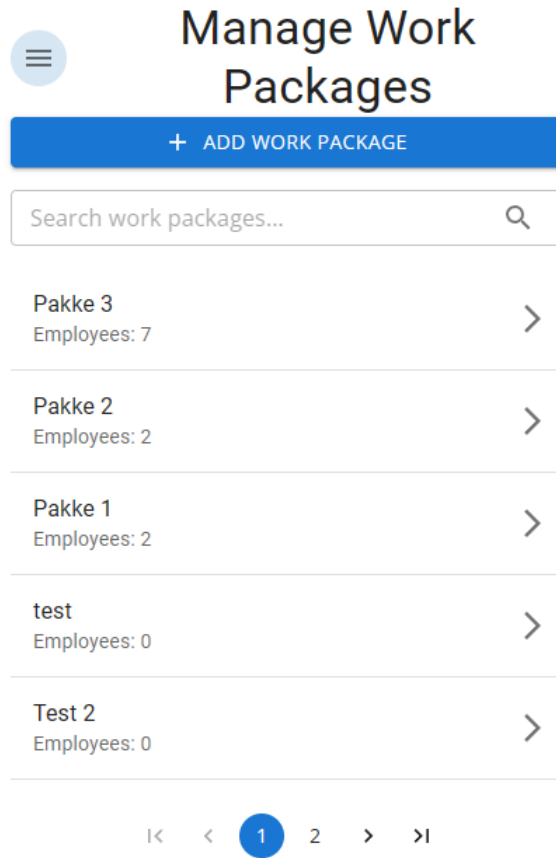 Manage Work
Packages
+ ADD WORK PACKAGE
Search work packages...
Pakke 3
Employees: 7
Pakke 2
Employees: 2
Pakke 1
Employees: 2
test
Employees: 0
Test 2
Employees: 0
1 2